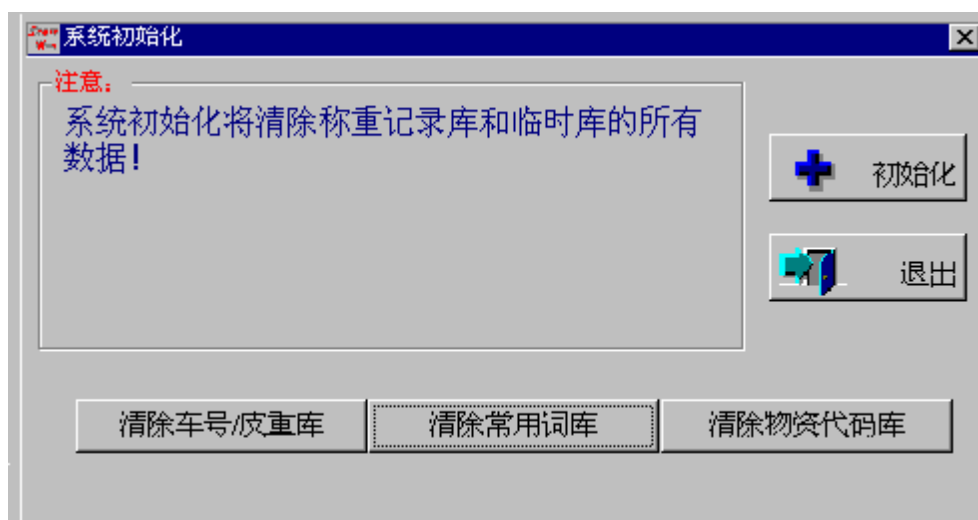 系统初始化
注意：
系统初始化将清除称重记录库和临时库的所有
数据！
初始化
退出
清除车号/皮重库
清除常用词库
清除物资代码库